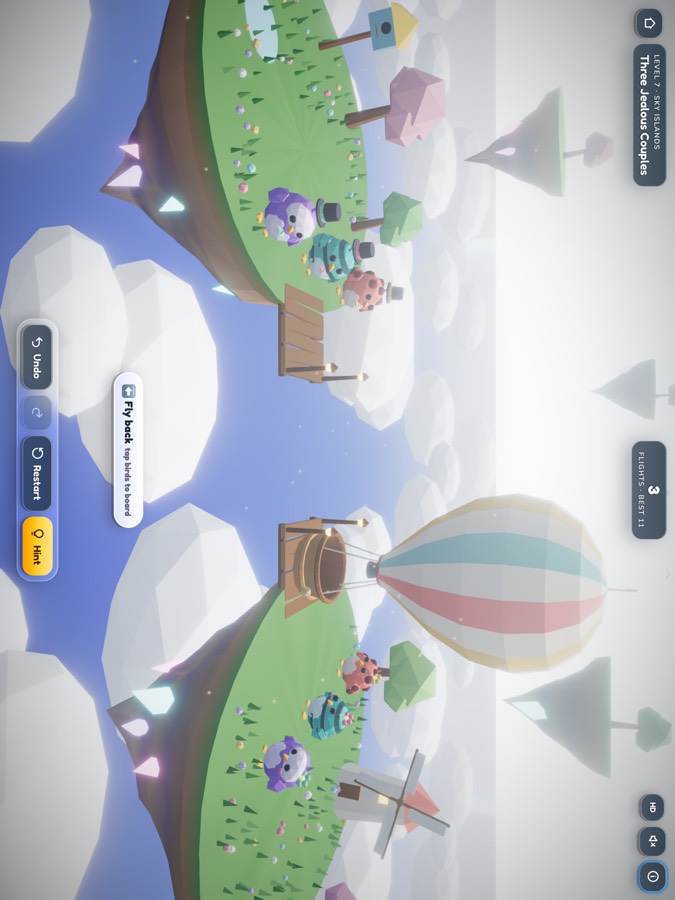 LEVEL 7 · SKY ISLANDS
Three Jealous Couples
3
FLIGHTS · BEST 11
HD
Fly back tap birds to board
Undo
Restart
Hint